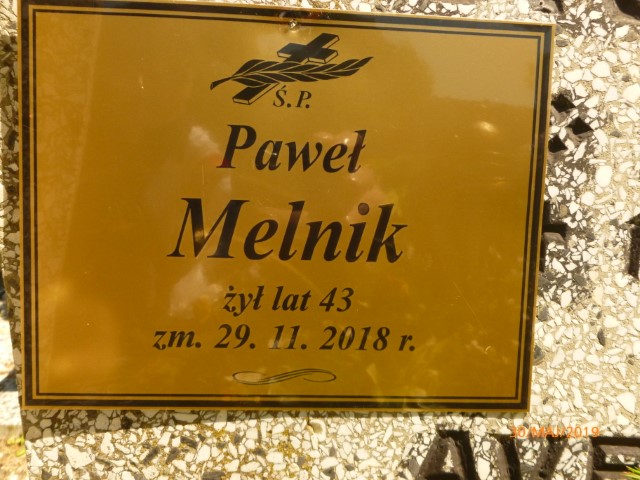 Ś.P.
Paweł
Melnik
żył lat 43
zm. 29. 11. 2018 r.